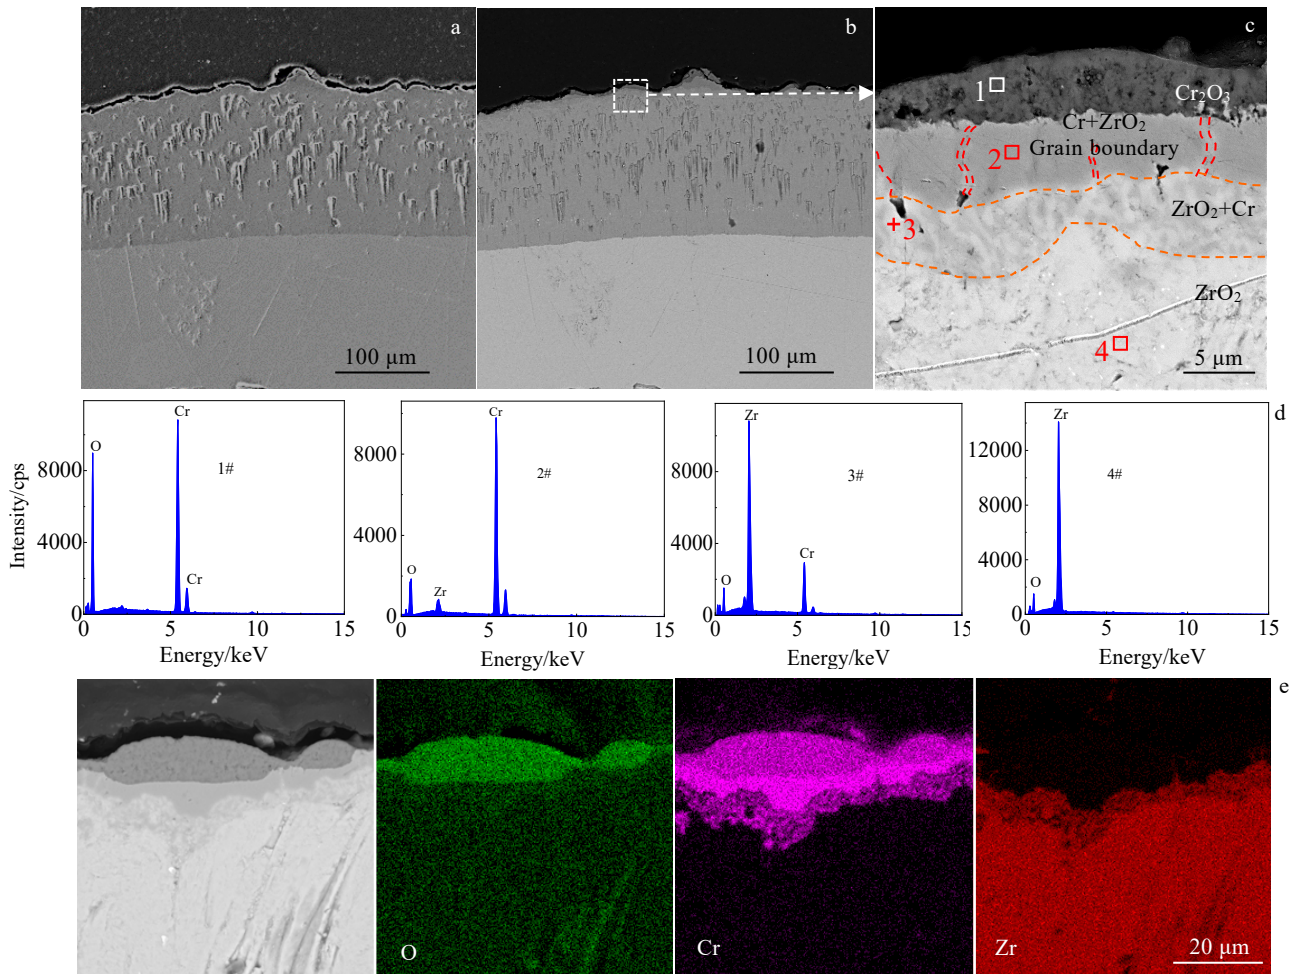 a
b
c
1
Cr2O3
Cr+ZrO2
Grain boundary
2
ZrO2+Cr
+3
ZrO2
4
100 μm
100 μm
5 μm
d
Intensity/cps
8000
4000
0
0
5
10
15
Energy/keV
O
Cr
Cr
1#
8000
4000
0
0
5
10
15
Energy/keV
O
Zr
Cr
2#
8000
4000
0
0
5
10
15
Energy/keV
O
Zr
Cr
3#
12000
8000
4000
0
0
5
10
15
Energy/keV
O
Zr
4#
e
O
Cr
Zr
20 μm